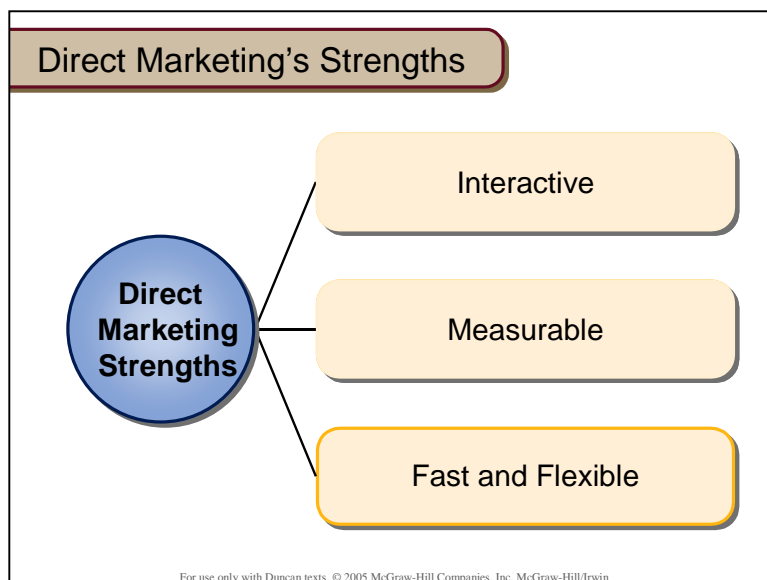 Direct Marketing’s Strengths
Interactive
Direct
Marketing
Strengths
Measurable
Fast and Flexible
For use only with Duncan texts. © 2005 McGraw-Hill Companies, Inc. McGraw-Hill/Irwin